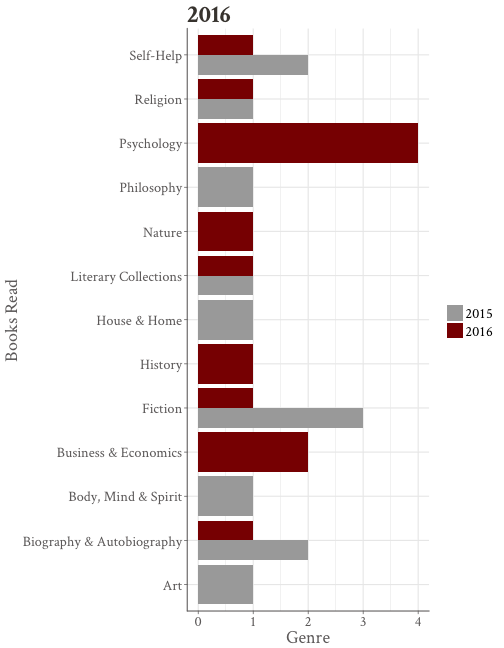 2016
Self-Help
Religion
Psychology
Philosophy
Nature
Literary Collections
House & Home
History
Fiction
Business & Economics
Body, Mind & Spirit
Biography & Autobiography
Art
Books Read
0 1 2 3 4
Genre
2015
2016